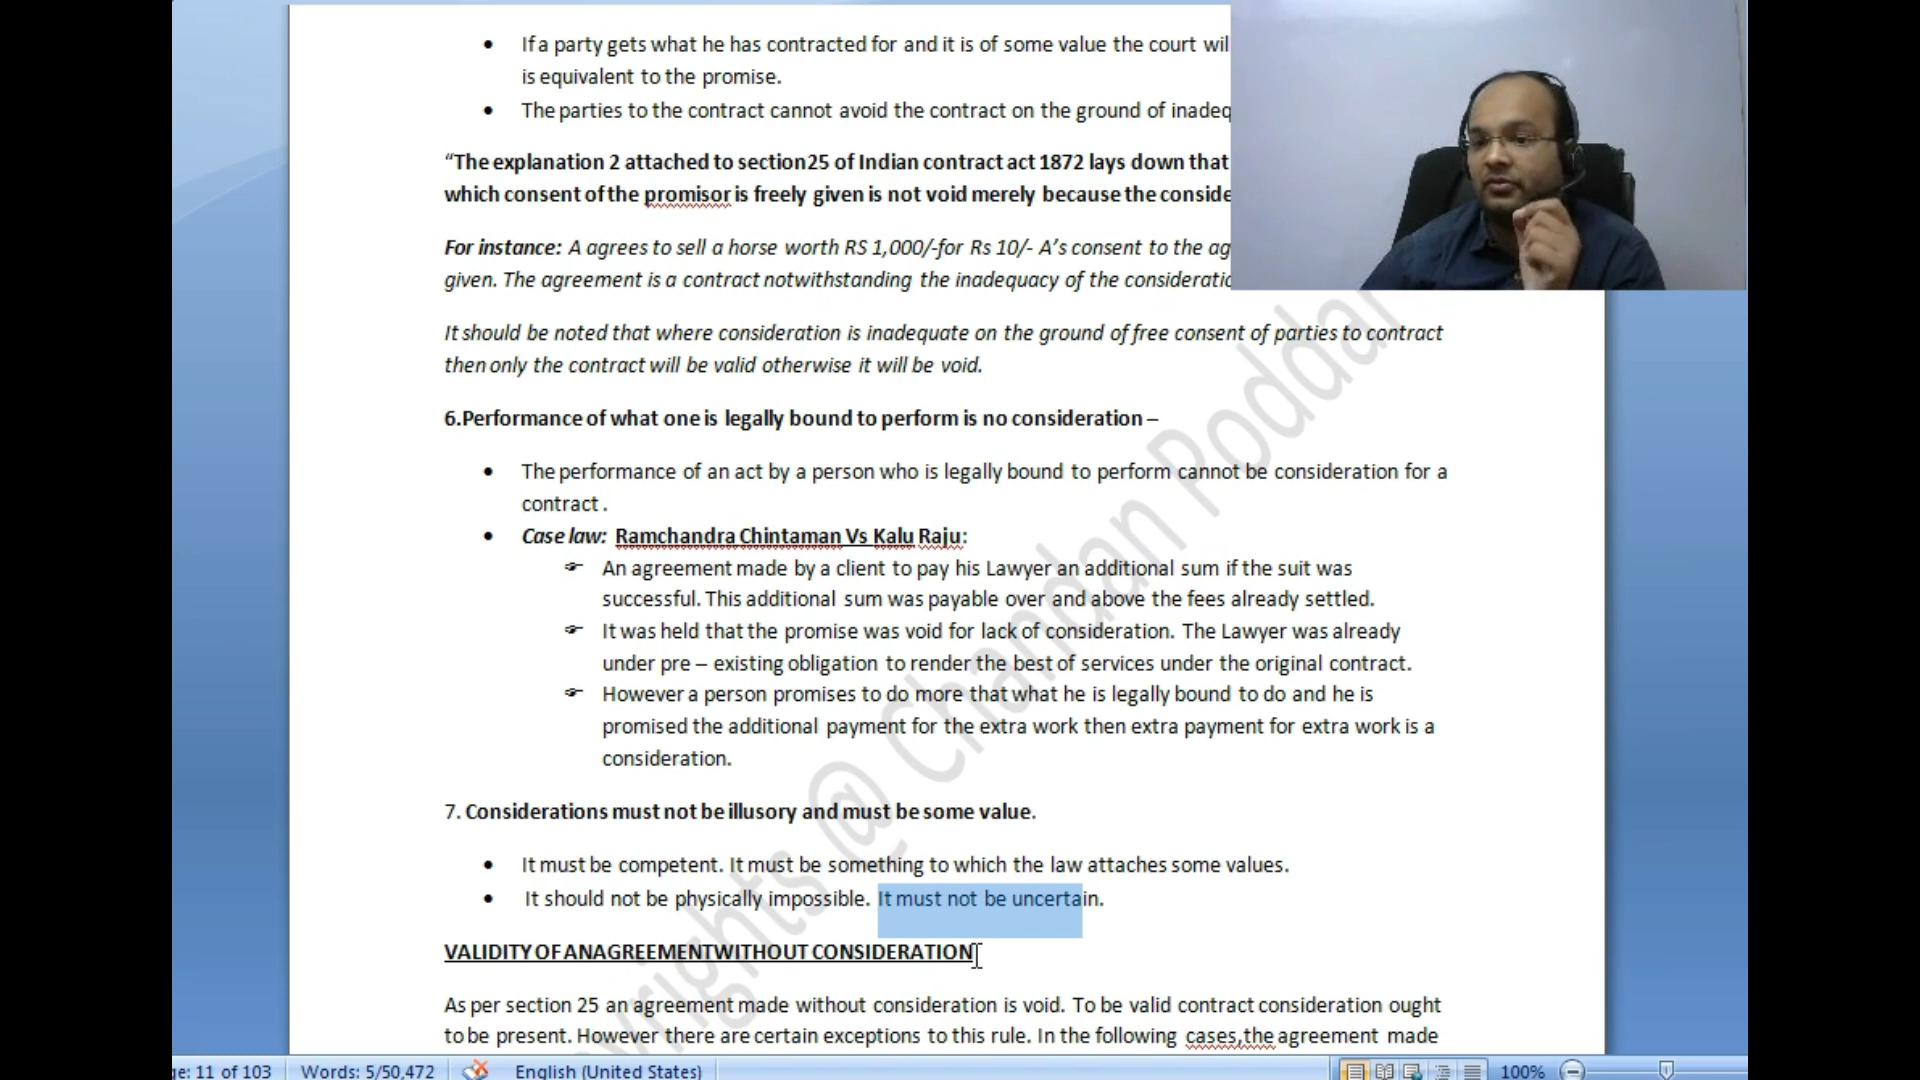 • If a party gets what he has contracted for and it is of some value the court wil
is equivalent to the promise.
• The parties to the contract cannot avoid the contract on the ground of inadeq
“The explanation 2 attached to section25 of Indian contract act 1872 lays down that
which consent of the promisor is freely given is not void merely because the conside
For instance: A agrees to sell a horse worth RS 1,000/-for Rs 10/- A’s consent to the ag
given. The agreement is a contract notwithstanding the inadequacy of the consideratio
It should be noted that where consideration is inadequate on the ground of free consent of parties to contract
then only the contract will be valid otherwise it will be void.
6.Performance of what one is legally bound to perform is no consideration –
• The performance of an act by a person who is legally bound to perform cannot be consideration for a
contract .
• Case law: Ramchandra Chintaman Vs Kalu Raju:
☞ An agreement made by a client to pay his Lawyer an additional sum if the suit was
successful. This additional sum was payable over and above the fees already settled.
☞ It was held that the promise was void for lack of consideration. The Lawyer was already
under pre – existing obligation to render the best of services under the original contract.
☞ However a person promises to do more that what he is legally bound to do and he is
promised the additional payment for the extra work then extra payment for extra work is a
consideration.
7. Considerations must not be illusory and must be some value.
• It must be competent. It must be something to which the law attaches some values.
• It should not be physically impossible. It must not be uncertain.
VALIDITY OF AN AGREEMENT WITHOUT CONSIDERATION
As per section 25 an agreement made without consideration is void. To be valid contract consideration ought
to be present. However there are certain exceptions to this rule. In the following cases,the agreement made
yrights @ Chandan Poddar
ge: 11 of 103
Words: 5/50,472
English (United States)
100%